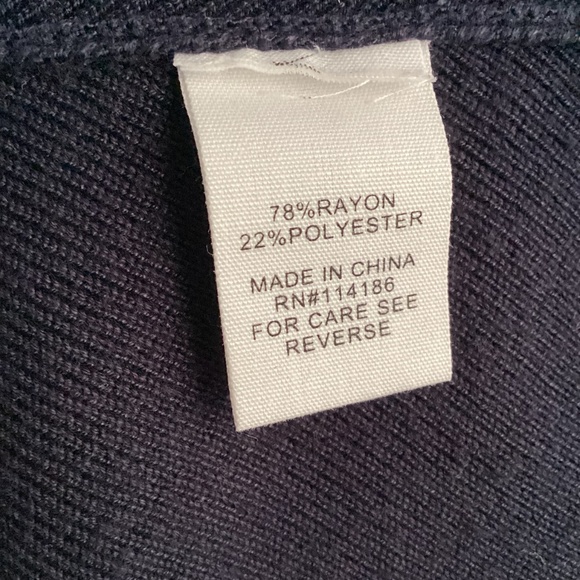 78%RAYON
22%POLYESTER
MADE IN CHINA
RN#114186
FOR CARE SEE
REVERSE